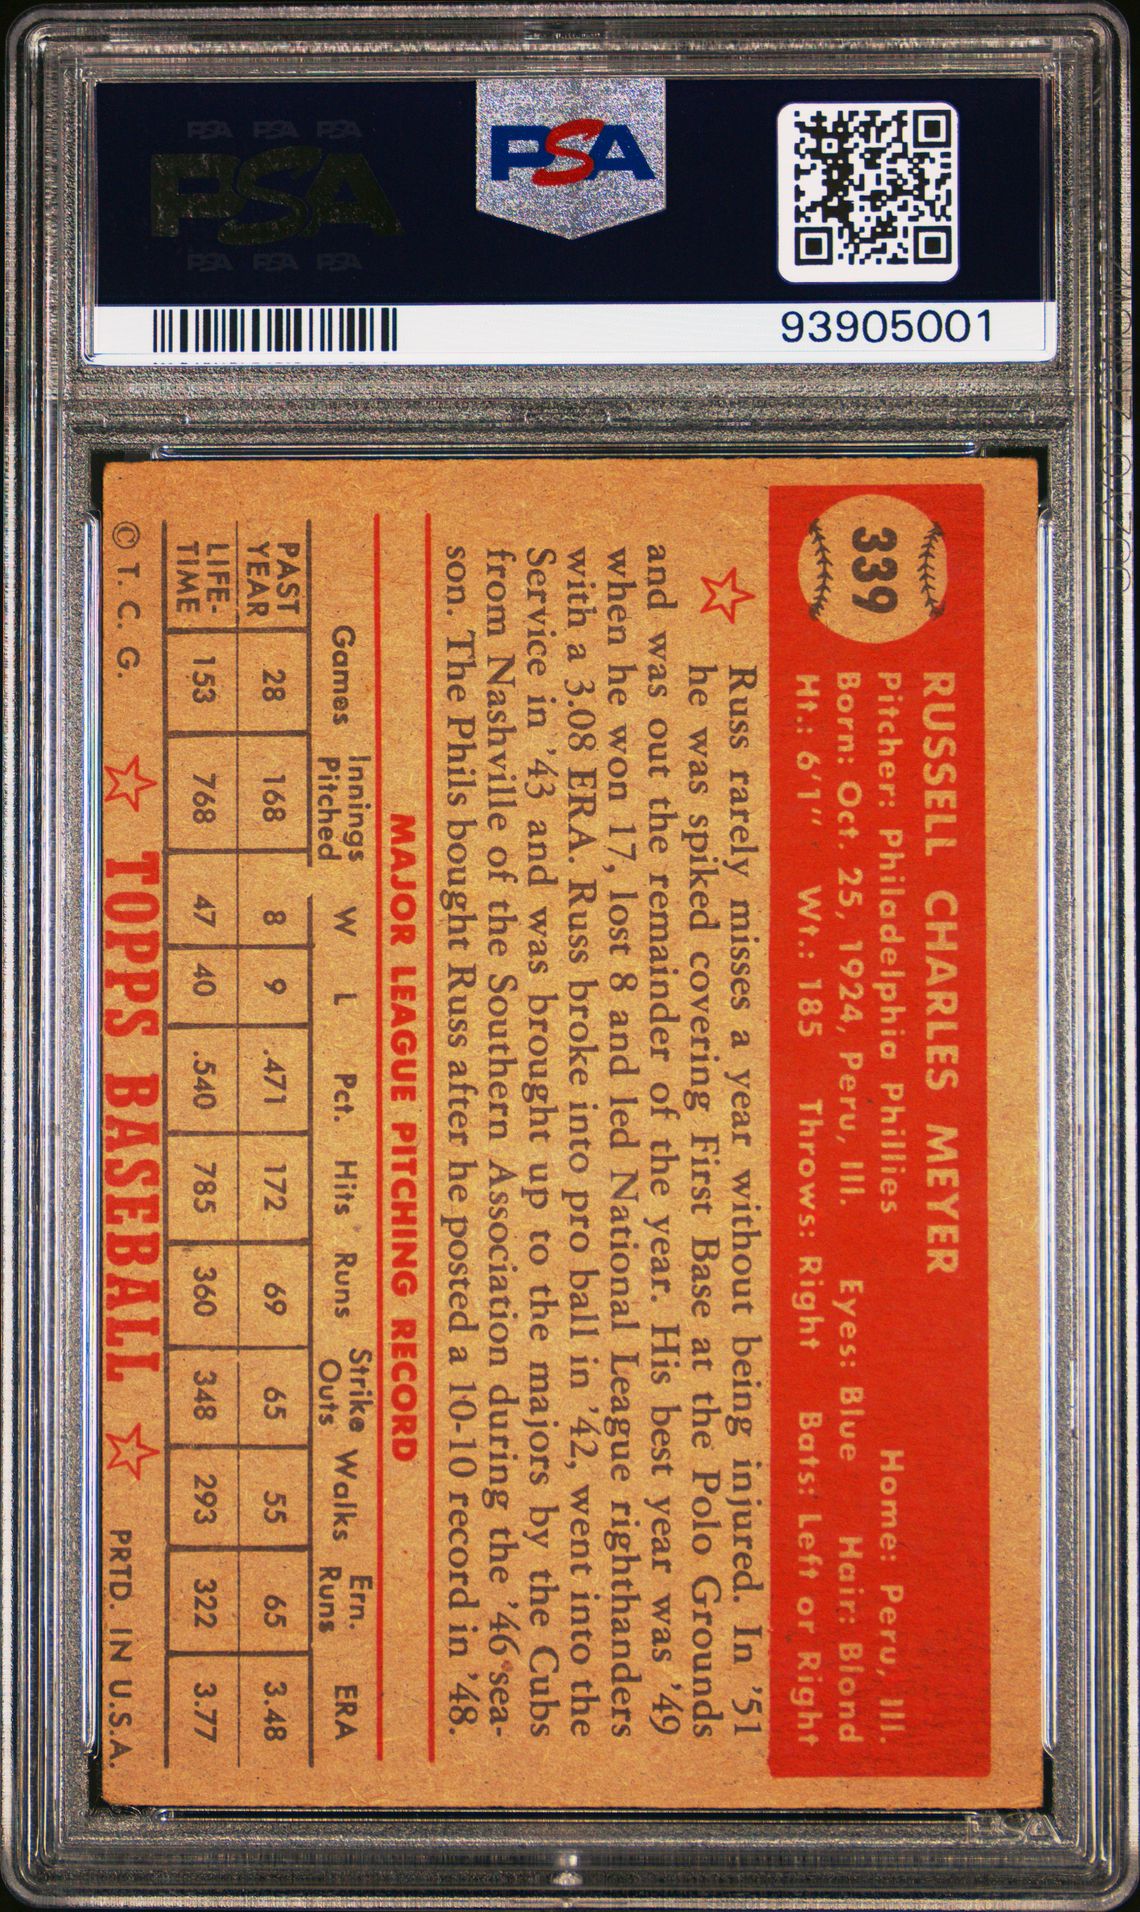 PSA PSA PSA
PSA
PSA PSA PSA
PSA
93905001
339
RUSSELL CHARLES MEYER
Pitcher: Philadelphia Phillies Home: Peru, Ill.
Born: Oct. 25, 1924, Peru, Ill. Eyes: Blue Hair: Blond
Ht.: 6'1" Wt.: 185 Throws: Right Bats: Left or Right
Russ rarely misses a year without being injured. In '51
he was spiked covering First Base at the Polo Grounds
and was out the remainder of the year. His best year was '49
when he won 17, lost 8 and led National League righthanders
with a 3.08 ERA. Russ broke into pro ball in '42, went into the
Service in '43 and was brought up to the majors by the Cubs
from Nashville of the Southern Association during the '46 sea-
son. The Phils bought Russ after he posted a 10-10 record in '48.
MAJOR LEAGUE PITCHING RECORD
Games Innings Pitched W L Pct. Hits Runs Strike Outs Walks Ern. Runs ERA
PAST YEAR 28 168 8 9 .471 172 69 65 55 65 3.48
LIFE-TIME 153 768 47 40 .540 785 360 348 293 322 3.77
© T. C. G. TOPPS BASEBALL PRTD. IN U.S.A.
PSA